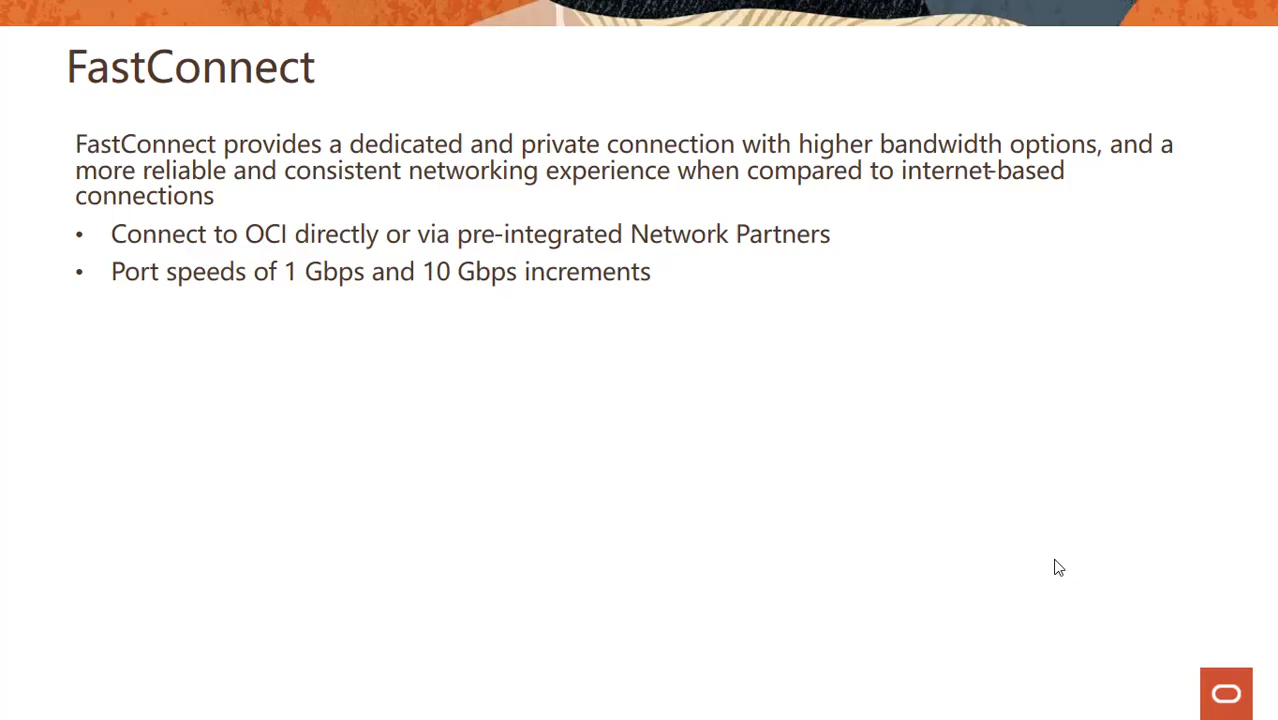 FastConnect
FastConnect provides a dedicated and private connection with higher bandwidth options, and a
more reliable and consistent networking experience when compared to internet-based
connections
• Connect to OCI directly or via pre-integrated Network Partners
• Port speeds of 1 Gbps and 10 Gbps increments